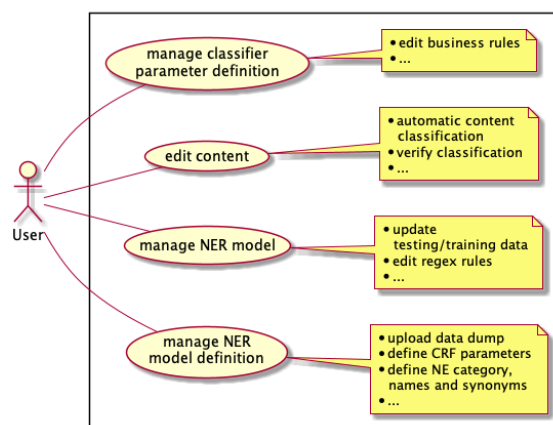 manage classifier
parameter definition
• edit business rules
• ...
edit content
• automatic content
classification
• verify classification
• ...
User
manage NER model
• update
testing/training data
• edit regex rules
• ...
manage NER
model definition
• upload data dump
• define CRF parameters
• define NE category,
names and synonyms
• ...